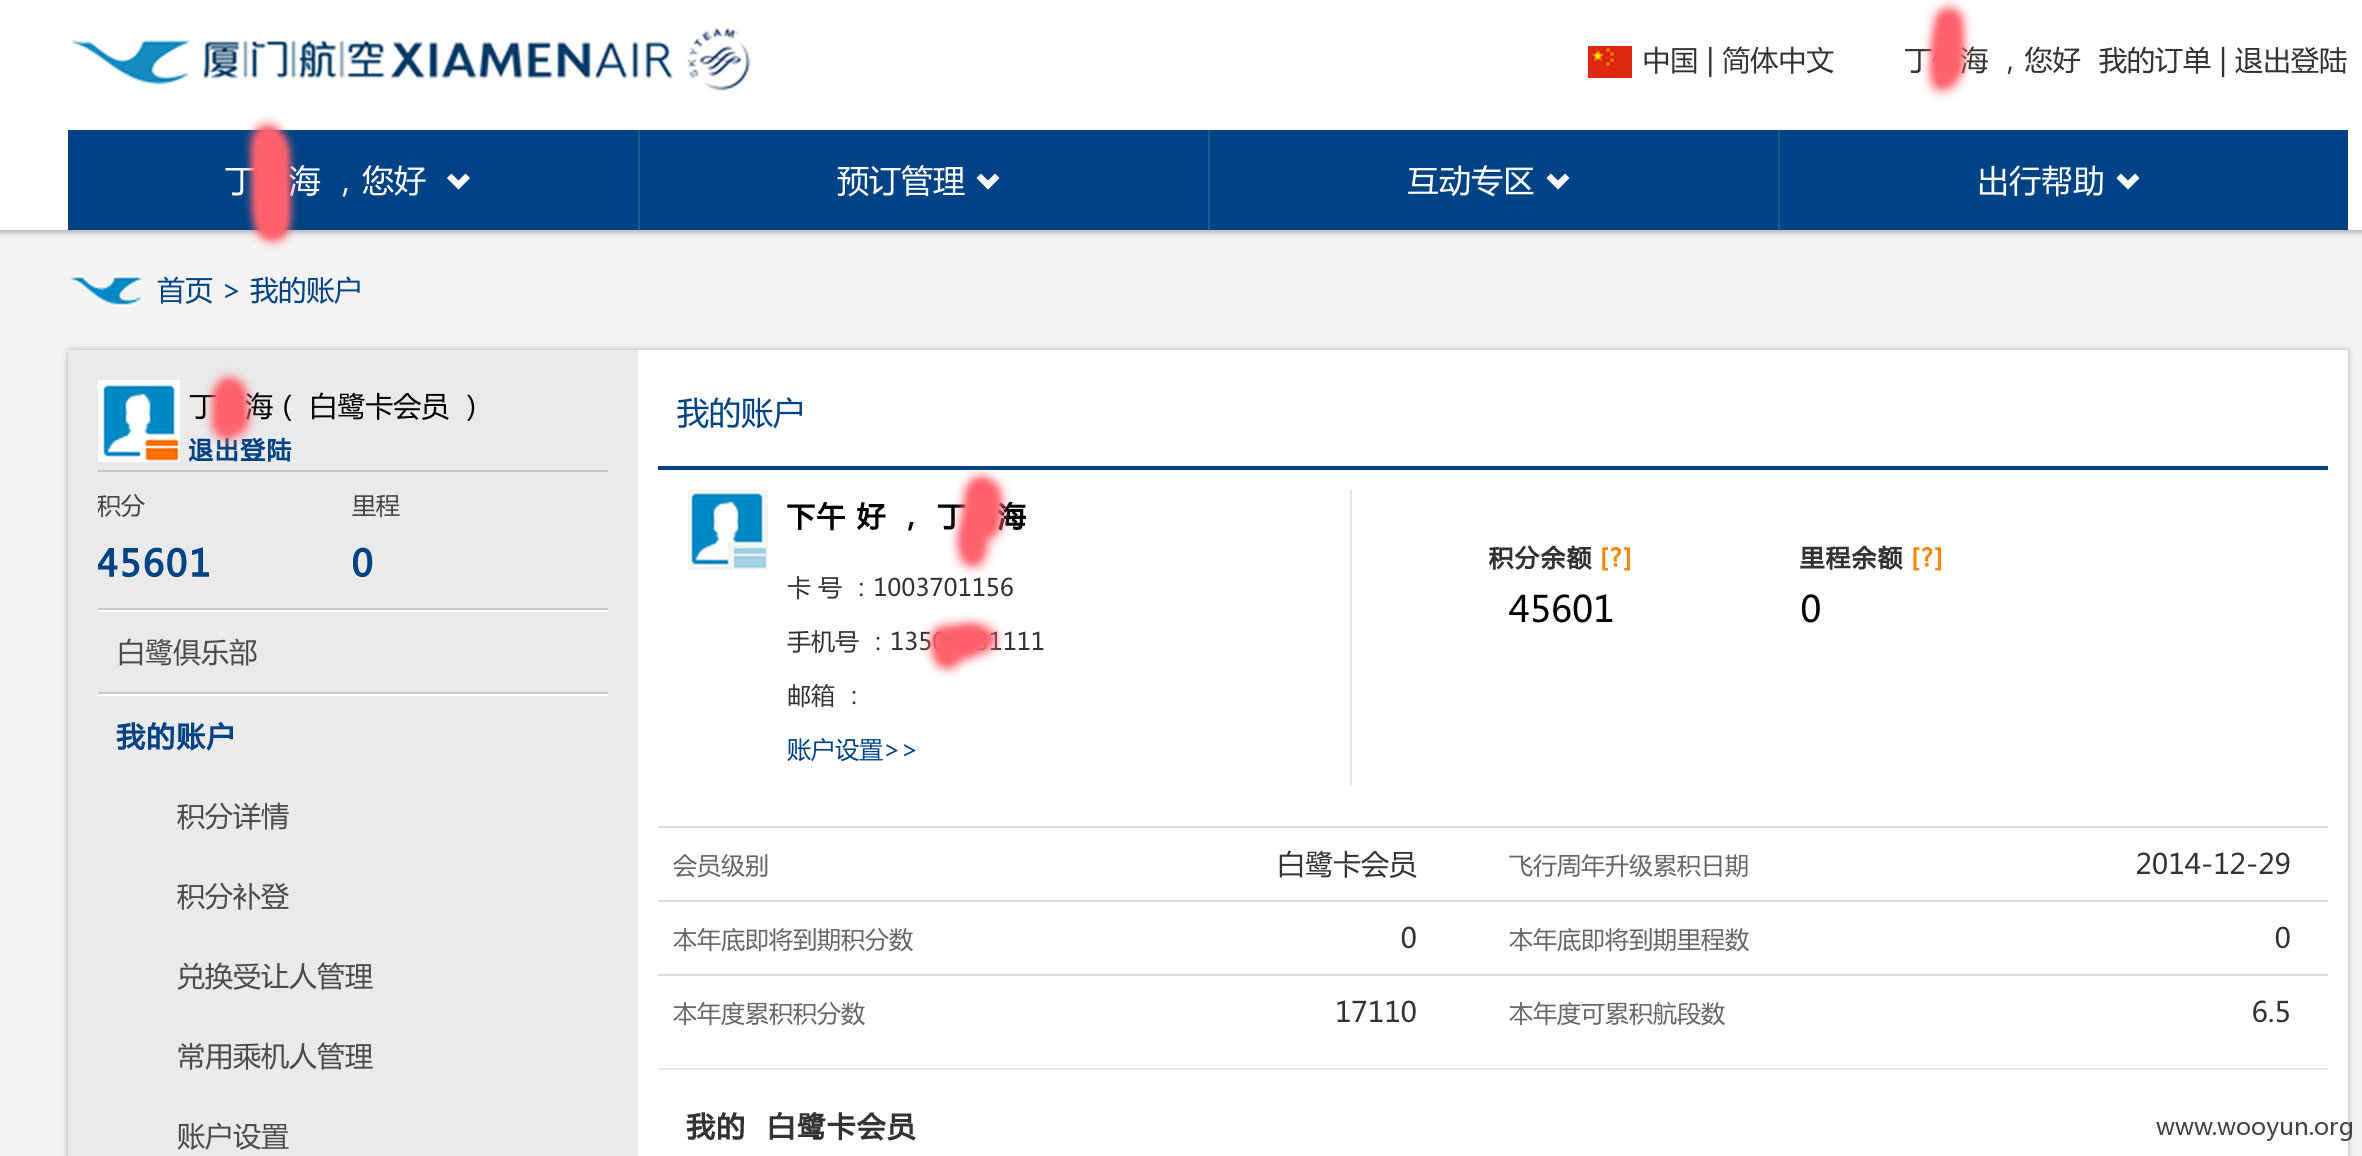 厦门航空 XIAMENAIR SKYTEAM
中国 | 简体中文 丁 海 ，您好 我的订单 | 退出登陆
丁 海 ，您好 预订管理 互动专区 出行帮助
首页 > 我的账户
丁 海（ 白鹭卡会员 ）
退出登陆
积分 里程
45601 0
白鹭俱乐部
我的账户
积分详情
积分补登
兑换受让人管理
常用乘机人管理
账户设置
我的账户
下午 好 ， 丁 海
卡 号 ：1003701156
手机号 ：135 1111
邮箱 ：
账户设置>>
积分余额 [?] 里程余额 [?]
45601 0
会员级别 白鹭卡会员 飞行周年升级累积日期 2014-12-29
本年底即将到期积分数 0 本年底即将到期里程数 0
本年度累积积分数 17110 本年度可累积航段数 6.5
我的 白鹭卡会员
www.wooyun.org